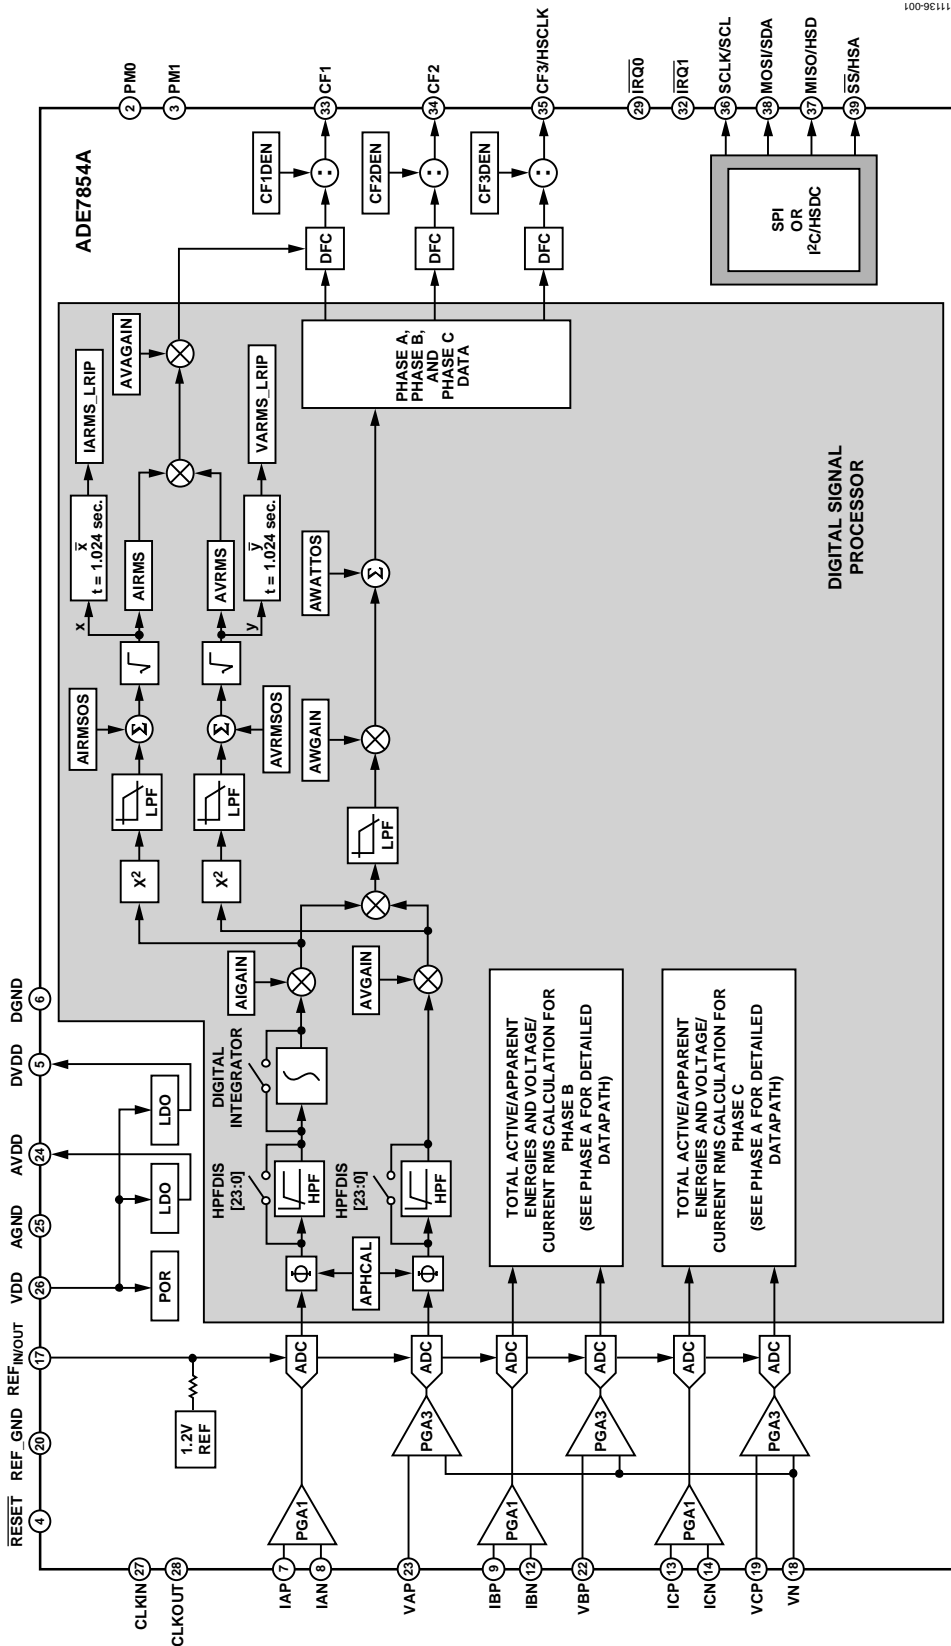 RESET
4
REF_GND
20
REFIN/OUT
17
VDD
26
AGND
25
AVDD
24
DVDD
5
DGND
6
CLKIN
27
CLKOUT
28
1.2V
REF
POR
LDO
LDO
ADE7854A
2
PM0
3
PM1
IAP
7
IAN
8
PGA1
ADC
VAP
23
PGA3
ADC
IBP
9
IBN
12
PGA1
ADC
VBP
22
PGA3
ADC
ICP
13
ICN
14
PGA1
ADC
VCP
19
VN
18
PGA3
ADC
Φ
APHCAL
Φ
HPFDIS
[23:0]
HPF
HPFDIS
[23:0]
HPF
DIGITAL
INTEGRATOR
AIGAIN
AVGAIN
X2
LPF
AIRMSOS
Σ
√
x
AIRMS
x
t = 1.024 sec.
IARMS_LRIP
X2
LPF
AVRMSOS
Σ
√
y
AVRMS
y
t = 1.024 sec.
VARMS_LRIP
AVAGAIN
LPF
AWGAIN
AWATTOS
Σ
PHASE A,
PHASE B,
AND
PHASE C
DATA
TOTAL ACTIVE/APPARENT
ENERGIES AND VOLTAGE/
CURRENT RMS CALCULATION FOR
PHASE B
(SEE PHASE A FOR DETAILED
DATAPATH)
TOTAL ACTIVE/APPARENT
ENERGIES AND VOLTAGE/
CURRENT RMS CALCULATION FOR
PHASE C
(SEE PHASE A FOR DETAILED
DATAPATH)
DIGITAL SIGNAL
PROCESSOR
DFC
CF1DEN
:
33
CF1
DFC
CF2DEN
:
34
CF2
DFC
CF3DEN
:
35
CF3/HSCLK
29
IRQ0
32
IRQ1
SPI
OR
I2C/HSDC
36
SCLK/SCL
38
MOSI/SDA
37
MISO/HSD
39
SS/HSA
11136-001